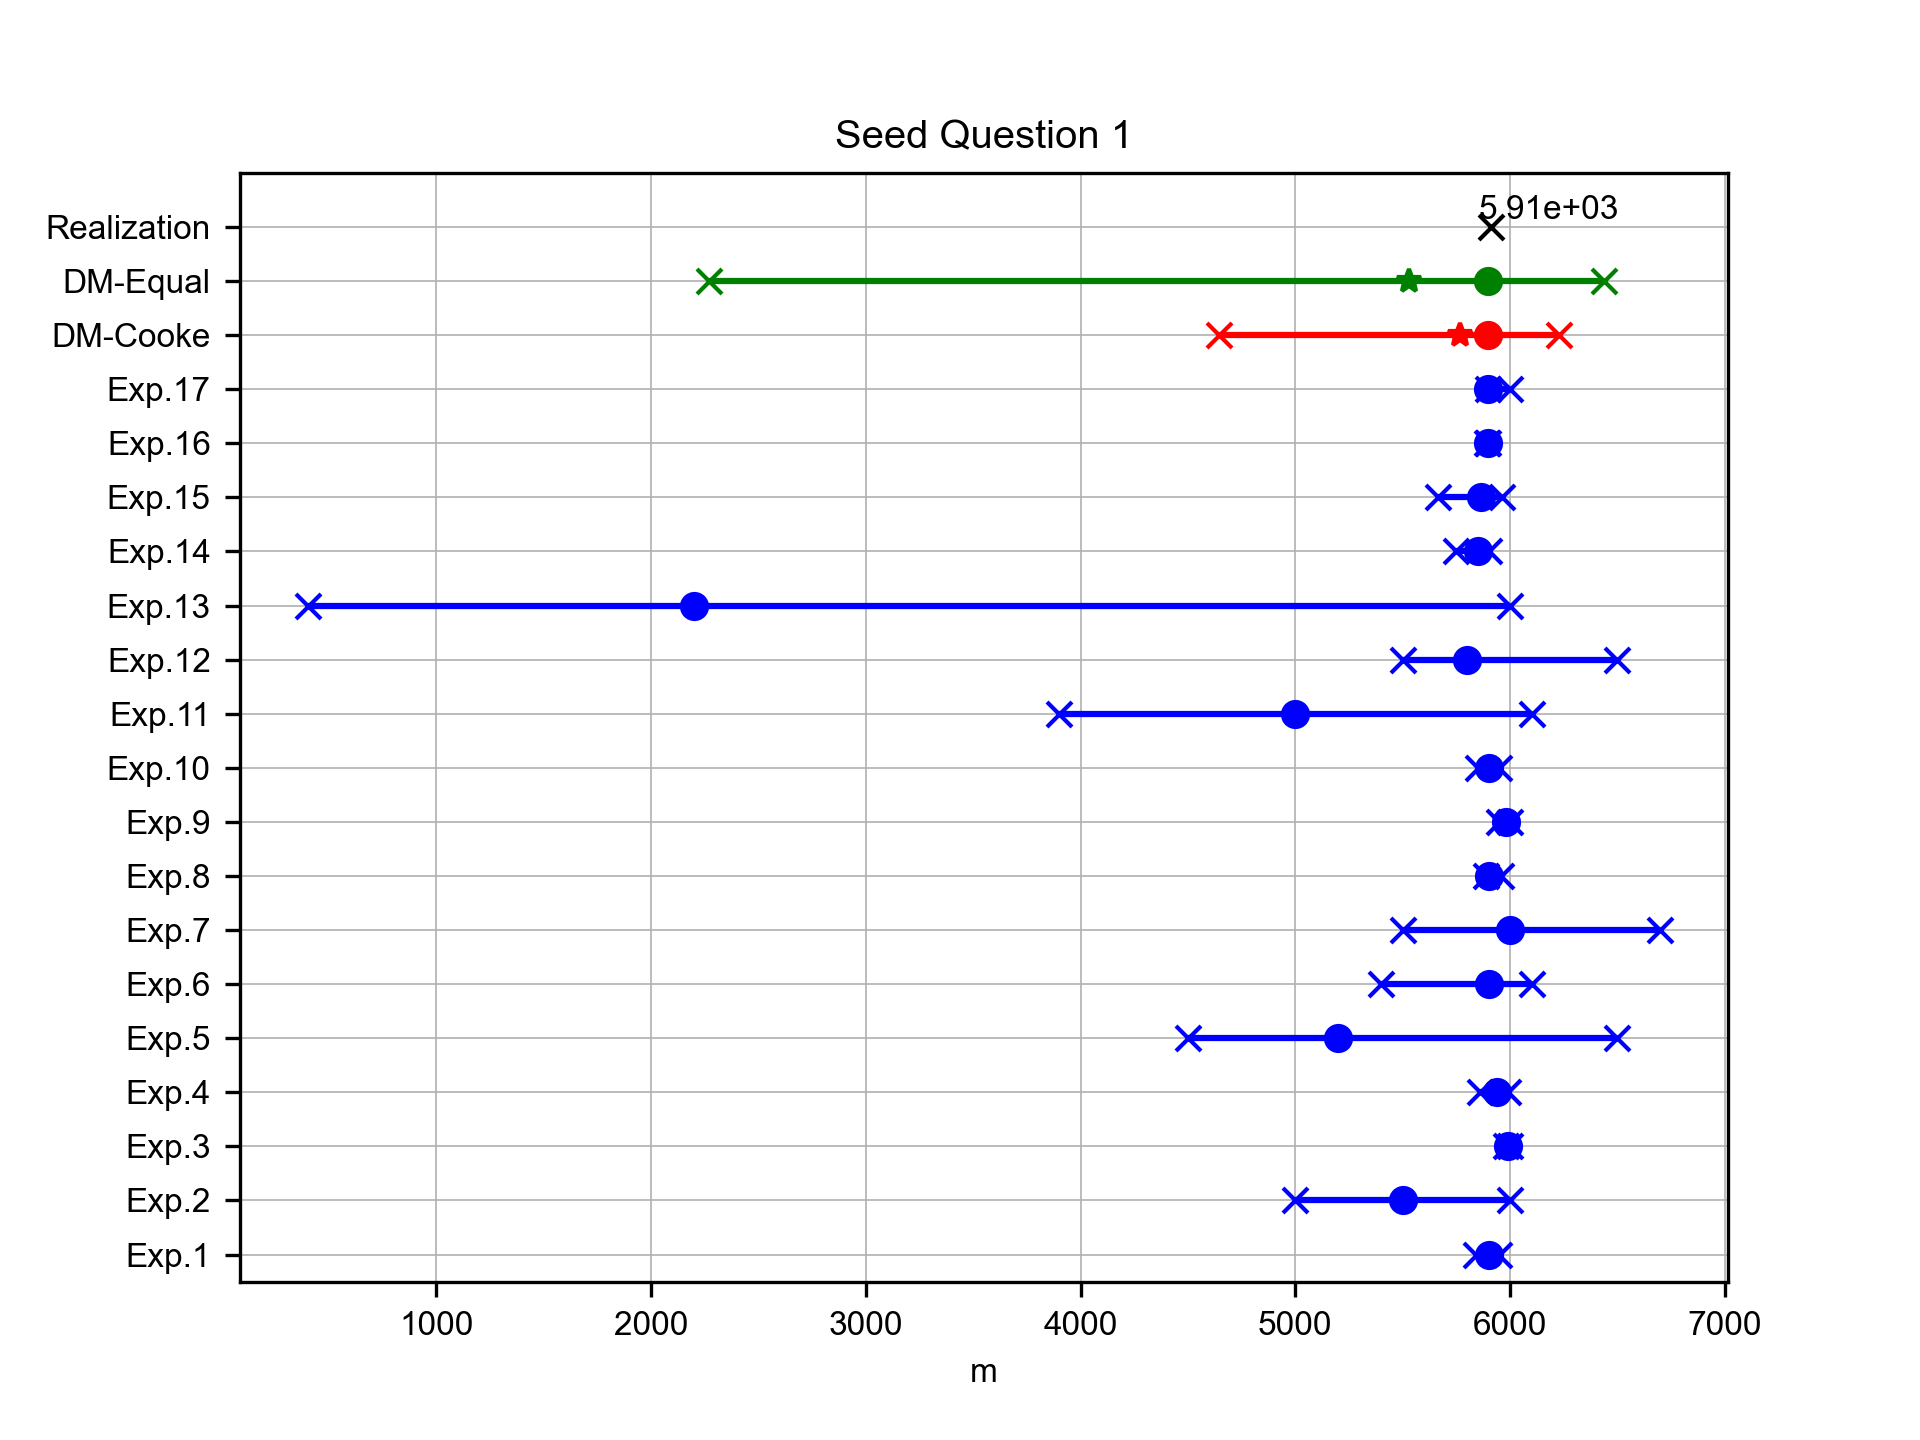 Seed Question 1
5.91e+03
Realization
DM-Equal
DM-Cooke
Exp.17
Exp.16
Exp.15
Exp.14
Exp.13
Exp.12
Exp.11
Exp.10
Exp.9
Exp.8
Exp.7
Exp.6
Exp.5
Exp.4
Exp.3
Exp.2
Exp.1
1000 2000 3000 4000 5000 6000 7000
m